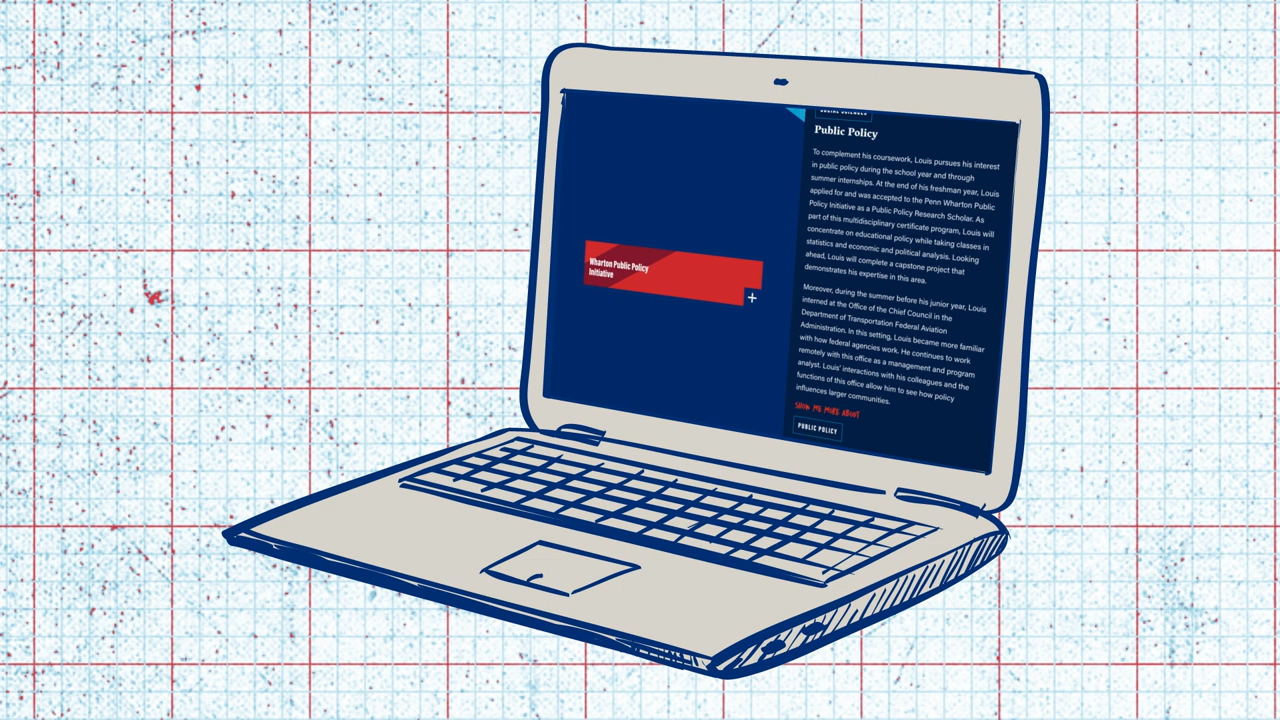 Wharton Public Policy
Initiative
+
SOCIAL SCIENCES
Public Policy
To complement his coursework, Louis pursues his interest
in public policy during the school year and through
summer internships. At the end of his freshman year, Louis
applied for and was accepted to the Penn Wharton Public
Policy Initiative as a Public Policy Research Scholar. As
part of this multidisciplinary certificate program, Louis will
concentrate on educational policy while taking classes in
statistics and economic and political analysis. Looking
ahead, Louis will complete a capstone project that
demonstrates his expertise in this area.
Moreover, during the summer before his junior year, Louis
interned at the Office of the Chief Council in the
Department of Transportation Federal Aviation
Administration. In this setting, Louis became more familiar
with how federal agencies work. He continues to work
remotely with this office as a management and program
analyst. Louis' interactions with his colleagues and the
functions of this office allow him to see how policy
influences larger communities.
SHOW ME MORE ABOUT
PUBLIC POLICY